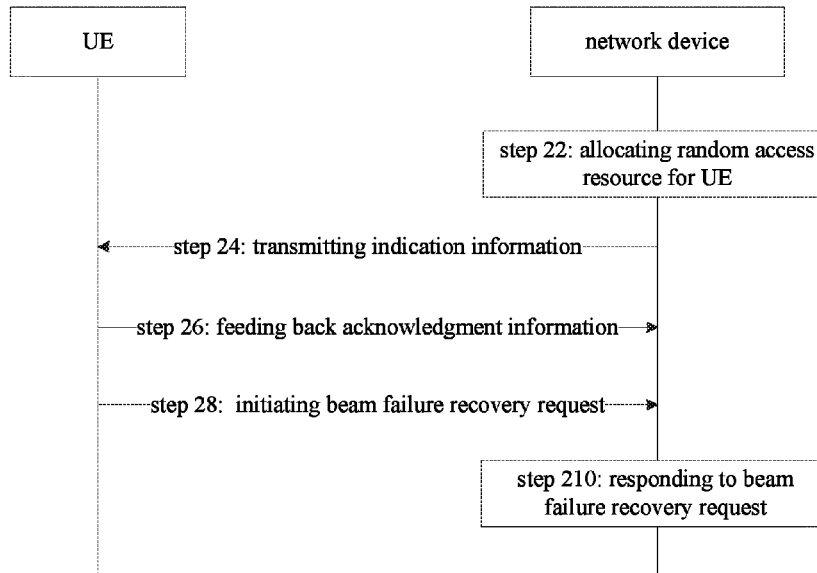 UE
network device
step 22: allocating random access
resource for UE
step 24: transmitting indication information
step 26: feeding back acknowledgment information
step 28: initiating beam failure recovery request
step 210: responding to beam
failure recovery request